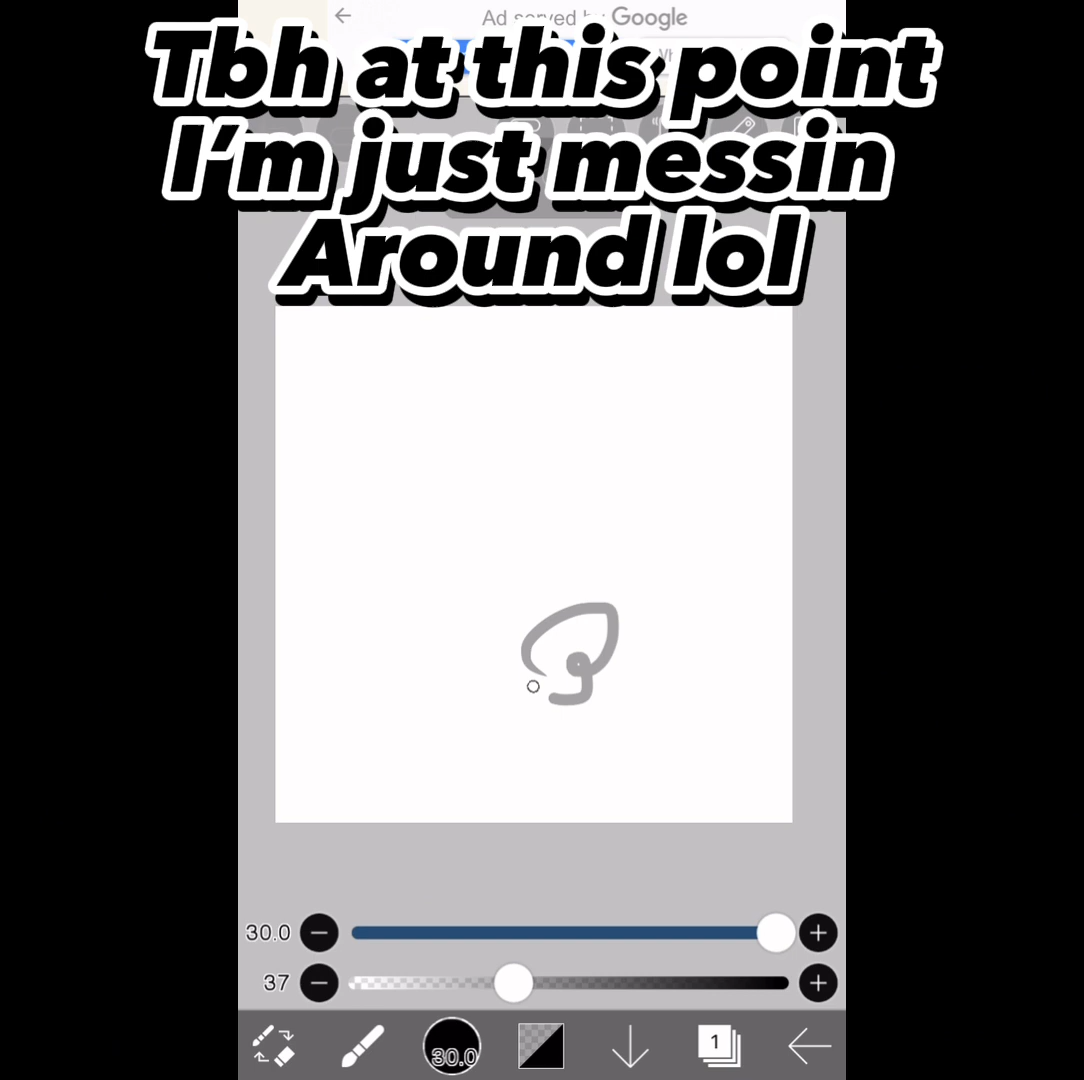 Ad served by Google
Tbh at this point
I'm just messin
Around lol
30.0
37
30.0
1